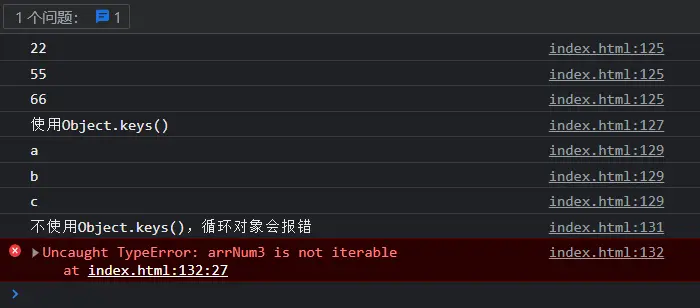 1 个问题： 1
22 index.html:125
55 index.html:125
66 index.html:125
使用Object.keys() index.html:127
a index.html:129
b index.html:129
c index.html:129
不使用Object.keys()，循环对象会报错 index.html:131
Uncaught TypeError: arrNum3 is not iterable index.html:132
at index.html:132:27